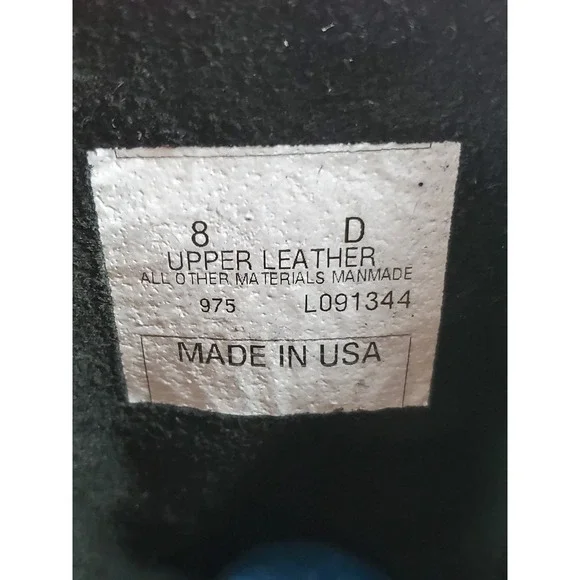 8 D
UPPER LEATHER
ALL OTHER MATERIALS MANMADE
975 L091344
MADE IN USA